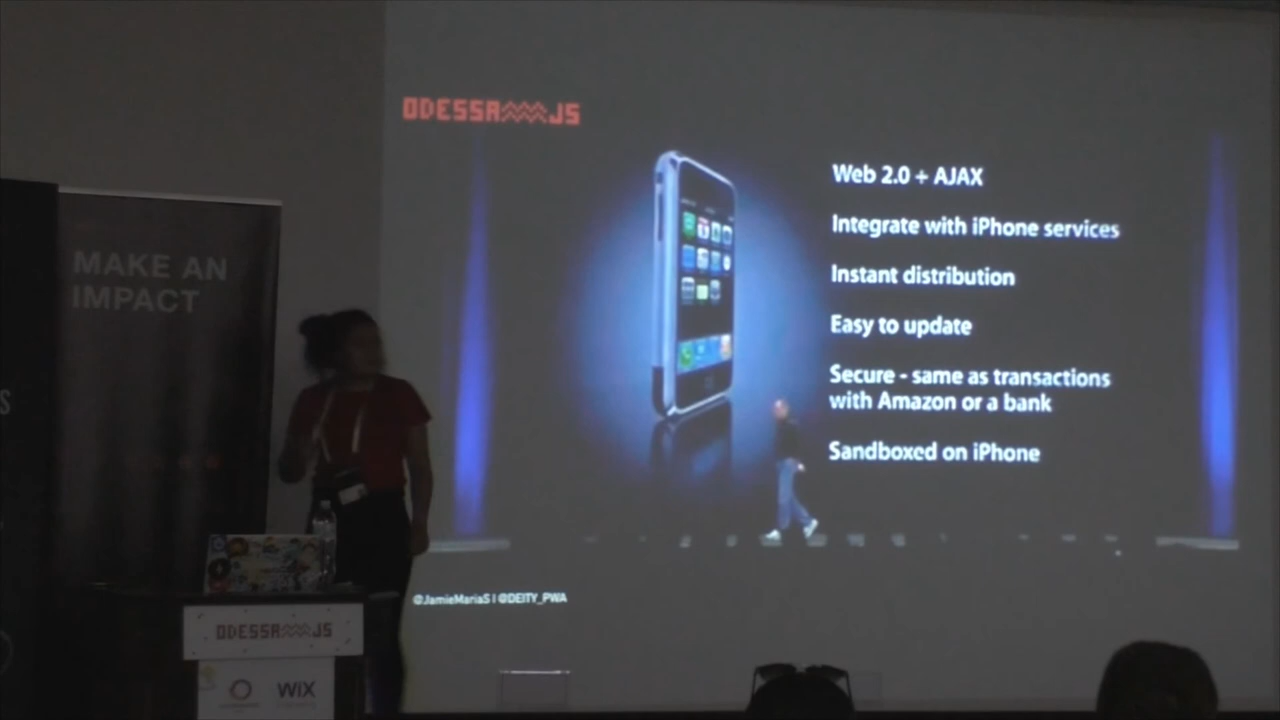 ODESSA JS
Web 2.0 + AJAX
Integrate with iPhone services
Instant distribution
Easy to update
Secure - same as transactions
with Amazon or a bank
Sandboxed on iPhone
@JamieMariaS | @DEITY_PWA
MAKE AN
IMPACT
S
ODESSA JS
WIX